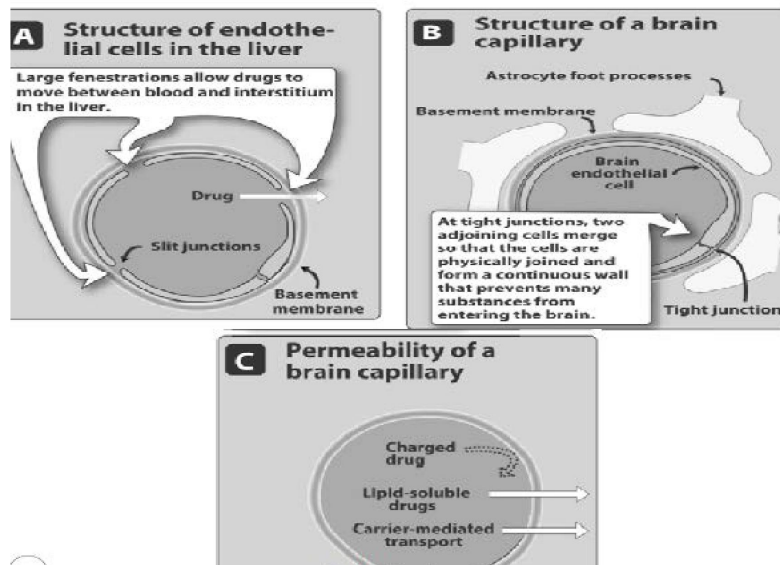 A
Structure of endothe-
lial cells in the liver
Large fenestrations allow drugs to
move between blood and interstitium
in the liver.
Drug
Slit junctions
Basement
membrane
B
Structure of a brain
capillary
Astrocyte foot processes
Basement membrane
Brain
endothelial
cell
At tight junctions, two
adjoining cells merge
so that the cells are
physically joined and
form a continuous wall
that prevents many
substances from
entering the brain.
Tight junction
C
Permeability of a
brain capillary
Charged
drug
Lipid-soluble
drugs
Carrier-mediated
transport